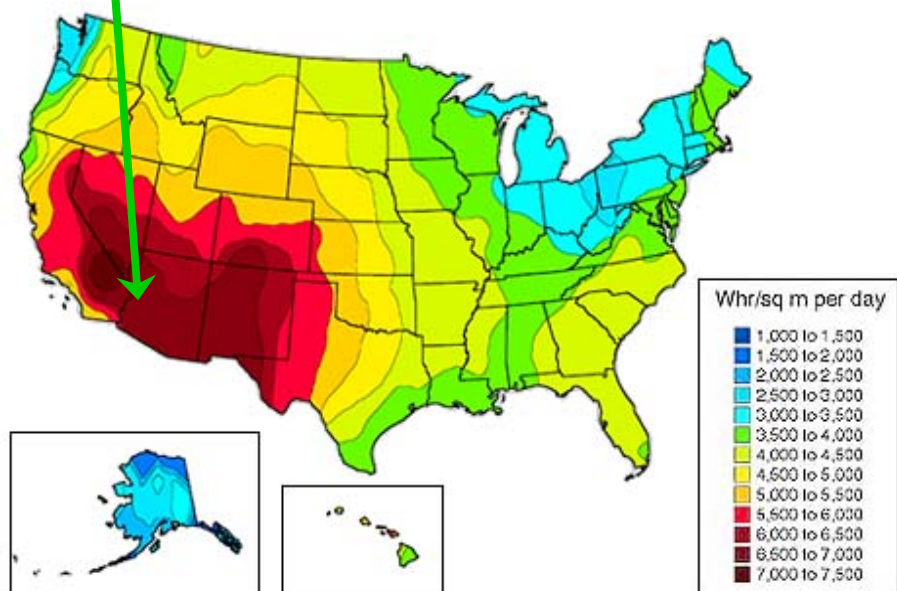 Whr/sq m per day
1,000 to 1,500
1,500 to 2,000
2,000 to 2,500
2,500 to 3,000
3,000 to 3,500
3,500 to 4,000
4,000 to 4,500
4,500 to 5,000
5,000 to 5,500
5,500 to 6,000
6,000 to 6,500
6,500 to 7,000
7,000 to 7,500